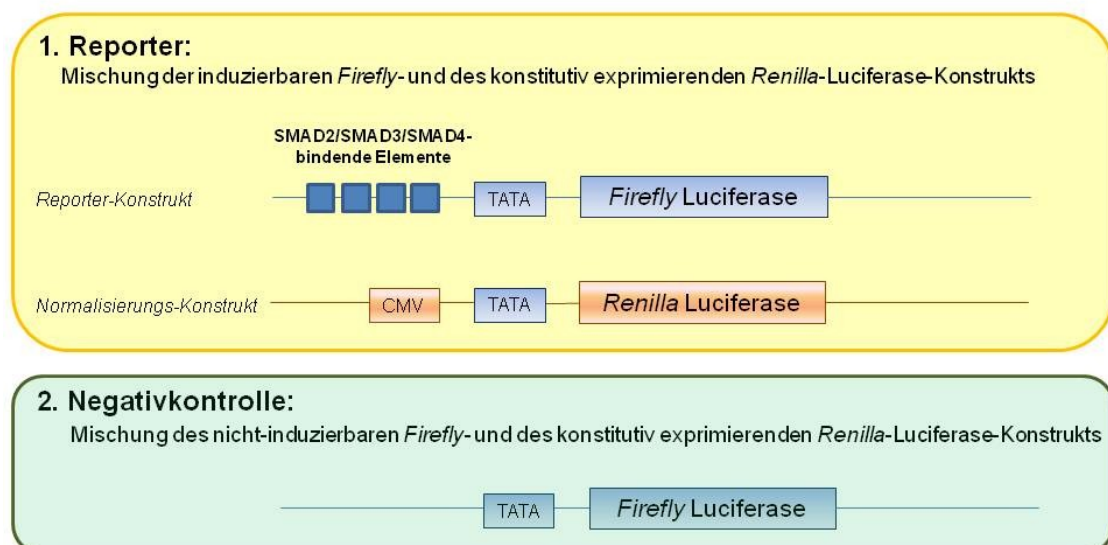 1. Reporter:
Mischung der induzierbaren Firefly- und des konstitutiv exprimierenden Renilla-Luciferase-Konstrukts
SMAD2/SMAD3/SMAD4-
bindende Elemente
Reporter-Konstrukt
TATA
Firefly Luciferase
Normalisierungs-Konstrukt
CMV
TATA
Renilla Luciferase
2. Negativkontrolle:
Mischung des nicht-induzierbaren Firefly- und des konstitutiv exprimierenden Renilla-Luciferase-Konstrukts
TATA
Firefly Luciferase